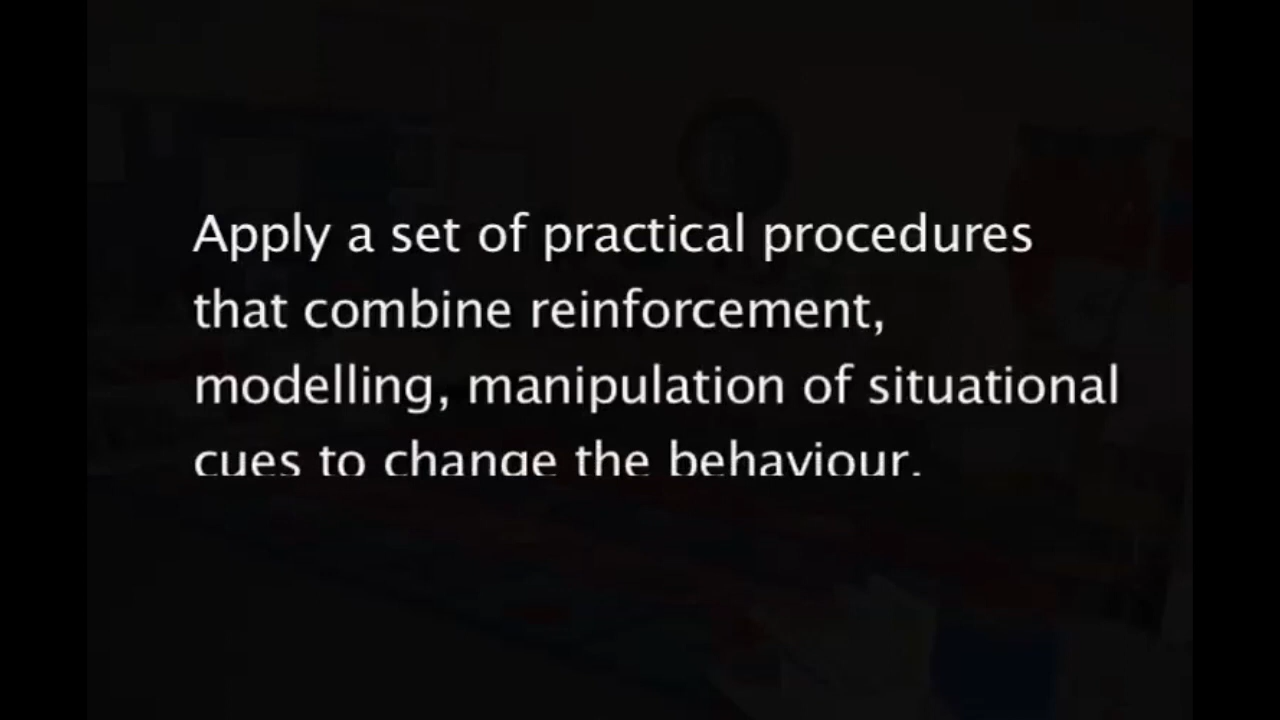 Apply a set of practical procedures
that combine reinforcement,
modelling, manipulation of situational
cues to change the behaviour.